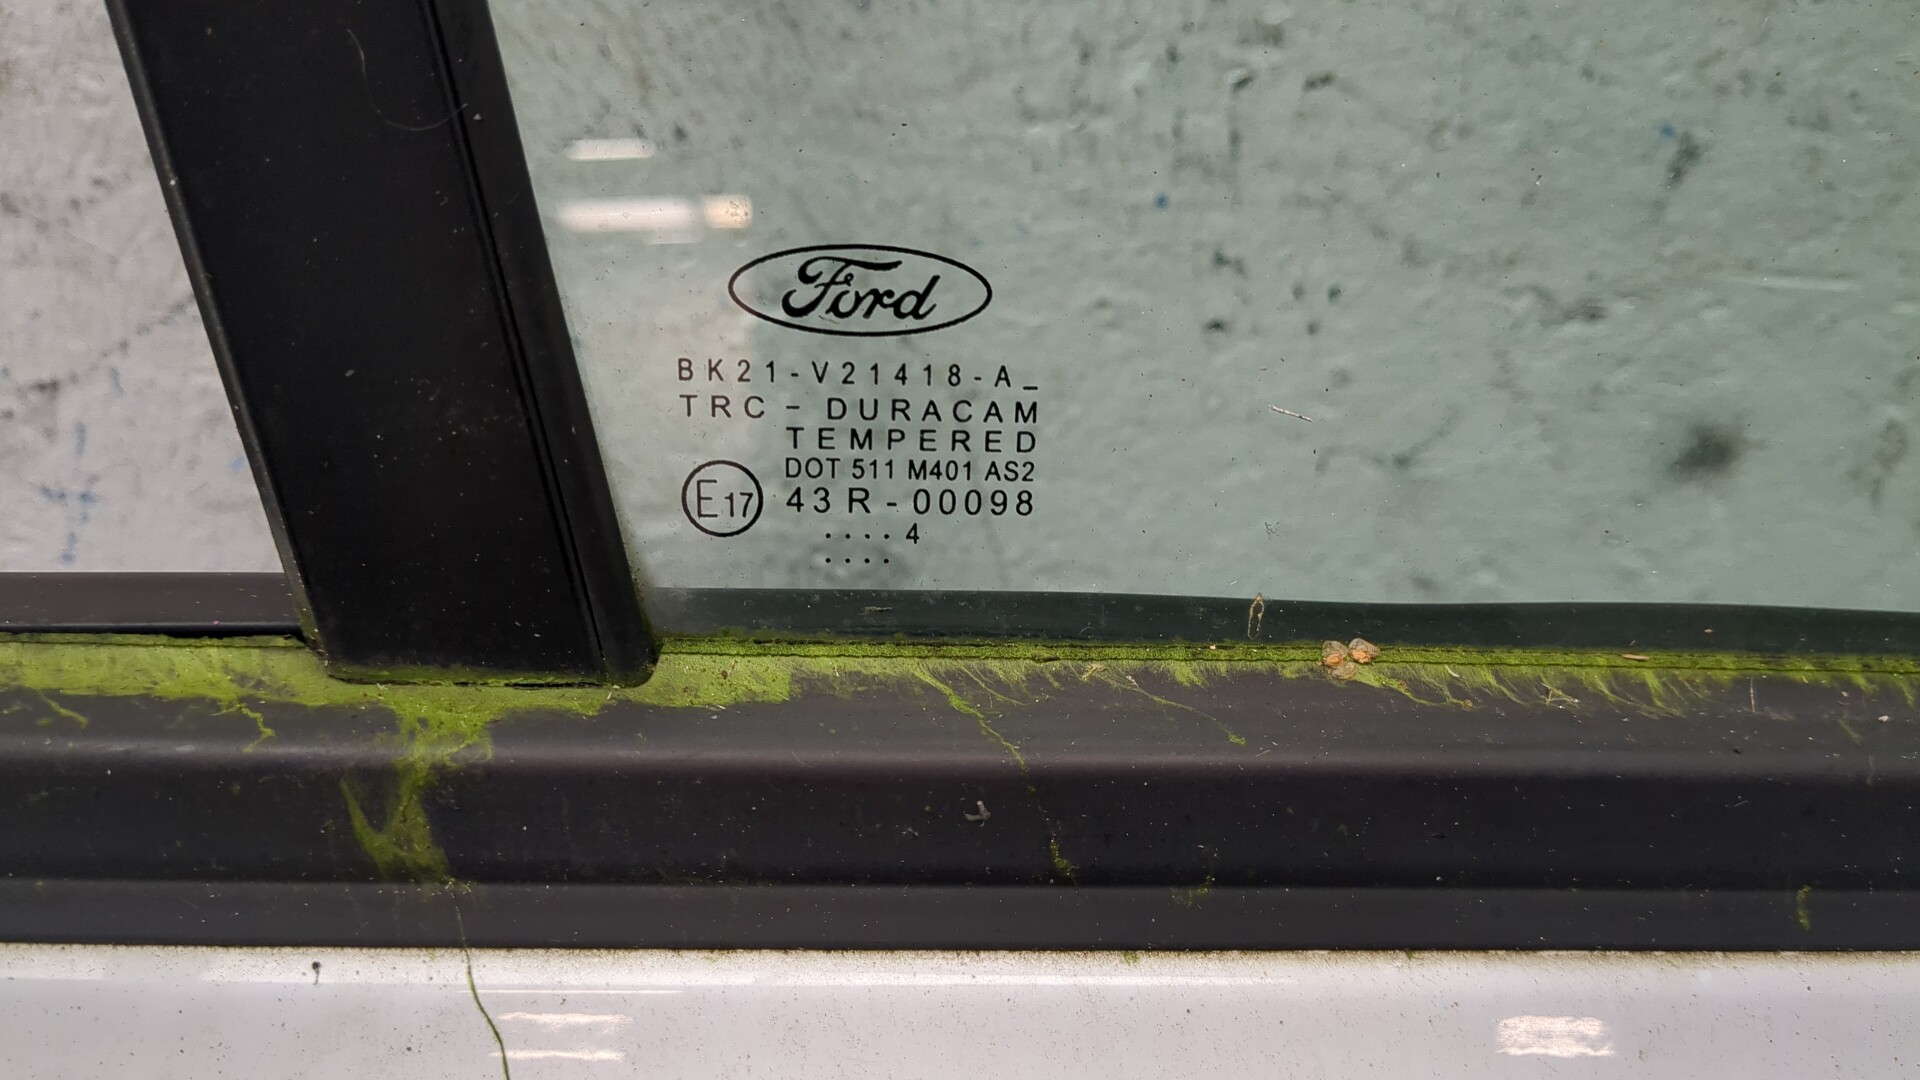 Ford
BK21-V21418-A_
TRC - DURACAM
TEMPERED
DOT 511 M401 AS2
E17 43R-00098
....4
....